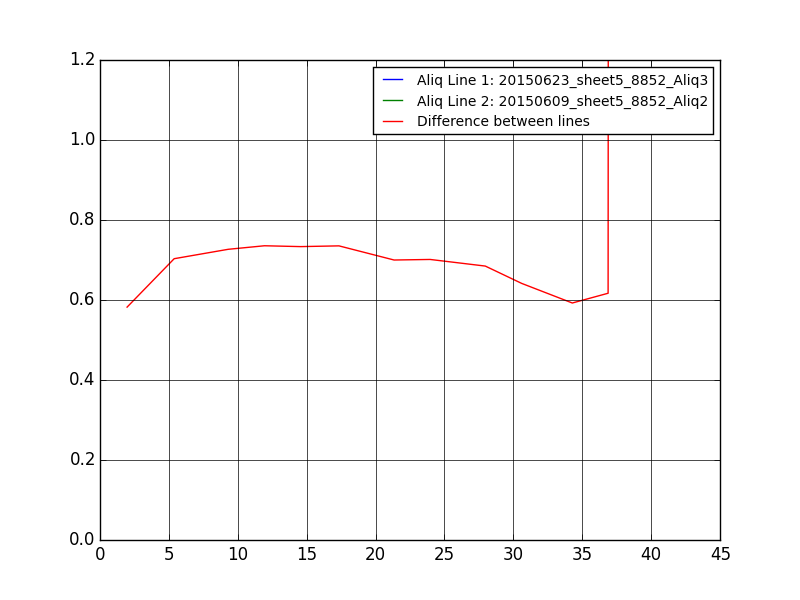 Aliq Line 1: 20150623_sheet5_8852_Aliq3
Aliq Line 2: 20150609_sheet5_8852_Aliq2
Difference between lines
1.2
1.0
0.8
0.6
0.4
0.2
0.0
0 5 10 15 20 25 30 35 40 45